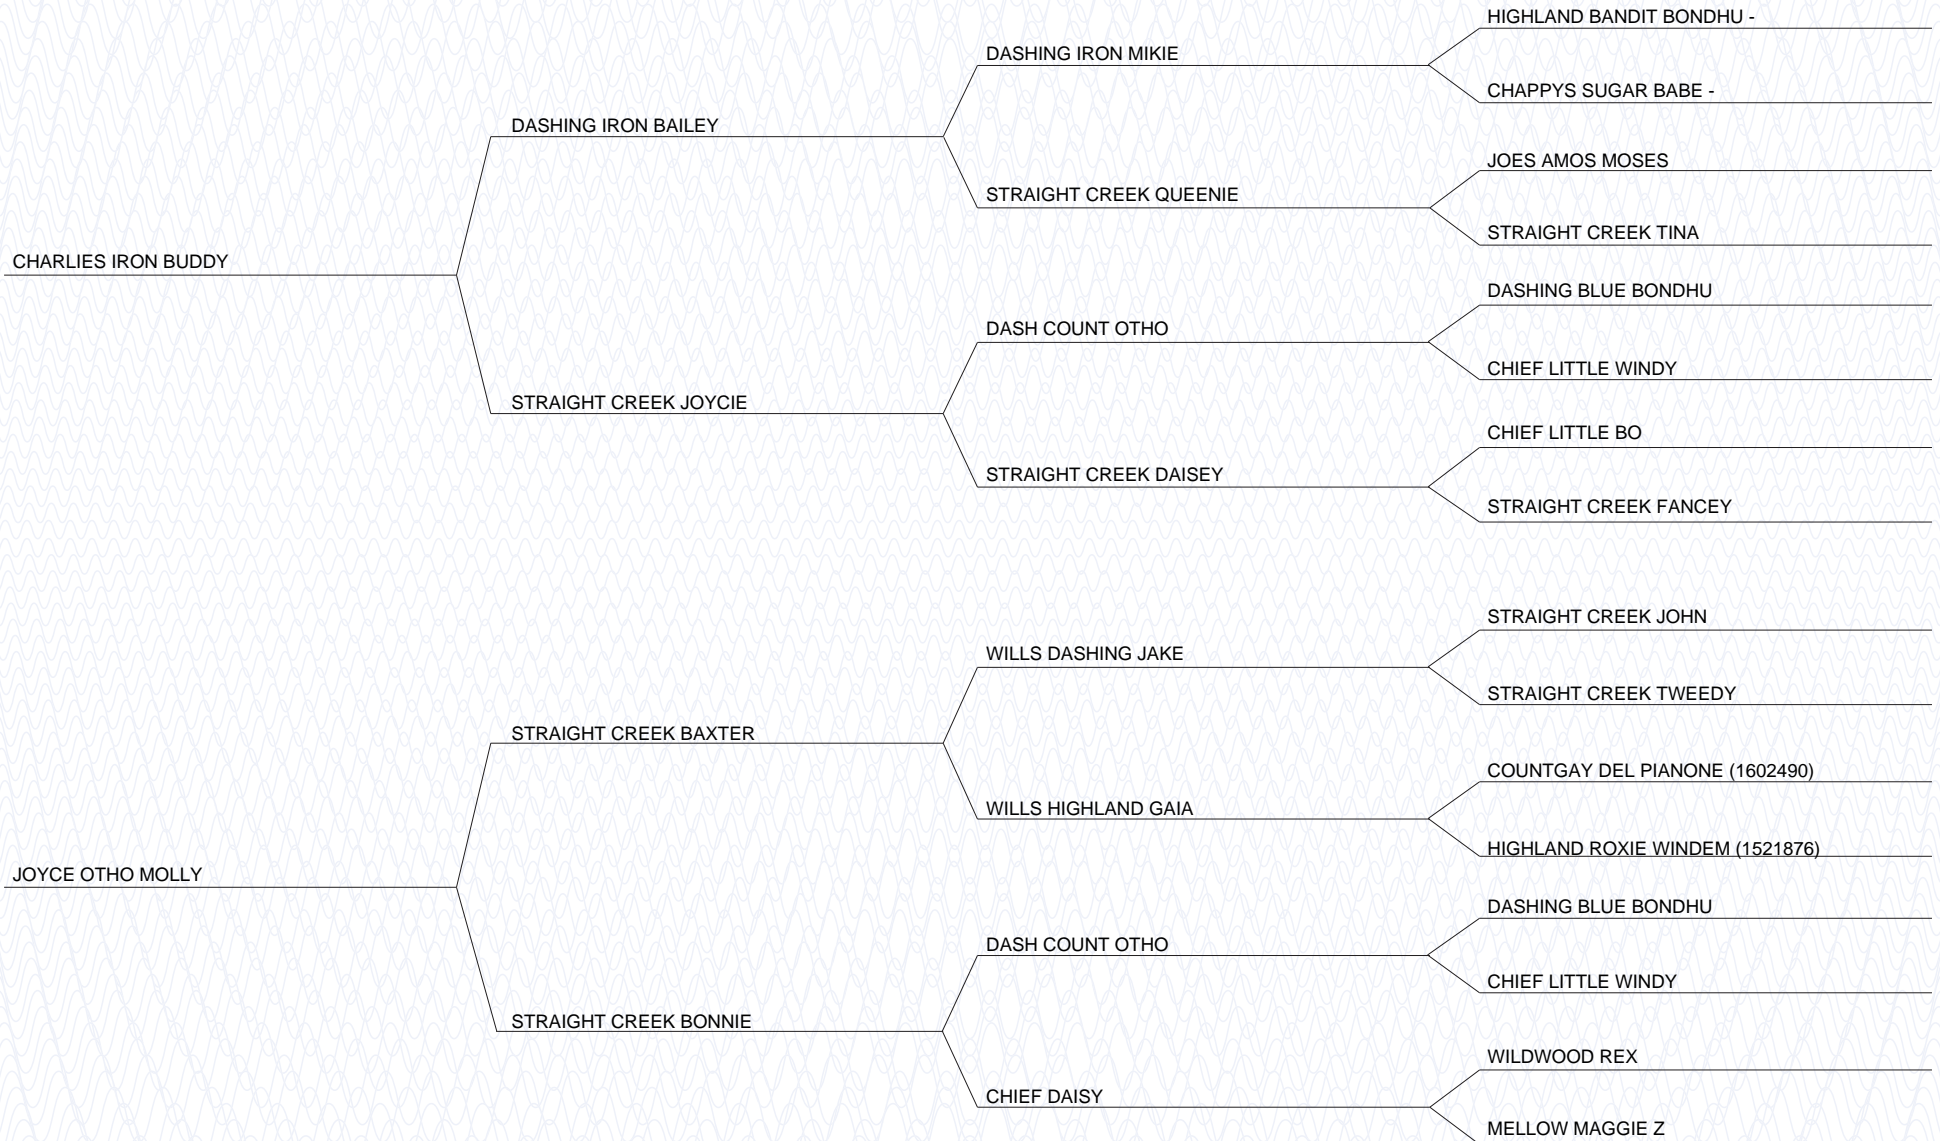 HIGHLAND BANDIT BONDHU -
DASHING IRON MIKIE
CHAPPYS SUGAR BABE -
DASHING IRON BAILEY
JOES AMOS MOSES
STRAIGHT CREEK QUEENIE
STRAIGHT CREEK TINA
CHARLIES IRON BUDDY
DASHING BLUE BONDHU
DASH COUNT OTHO
CHIEF LITTLE WINDY
STRAIGHT CREEK JOYCIE
CHIEF LITTLE BO
STRAIGHT CREEK DAISEY
STRAIGHT CREEK FANCEY
STRAIGHT CREEK JOHN
WILLS DASHING JAKE
STRAIGHT CREEK TWEEDY
STRAIGHT CREEK BAXTER
COUNTGAY DEL PIANONE (1602490)
WILLS HIGHLAND GAIA
HIGHLAND ROXIE WINDEM (1521876)
JOYCE OTHO MOLLY
DASHING BLUE BONDHU
DASH COUNT OTHO
CHIEF LITTLE WINDY
STRAIGHT CREEK BONNIE
WILDWOOD REX
CHIEF DAISY
MELLOW MAGGIE Z